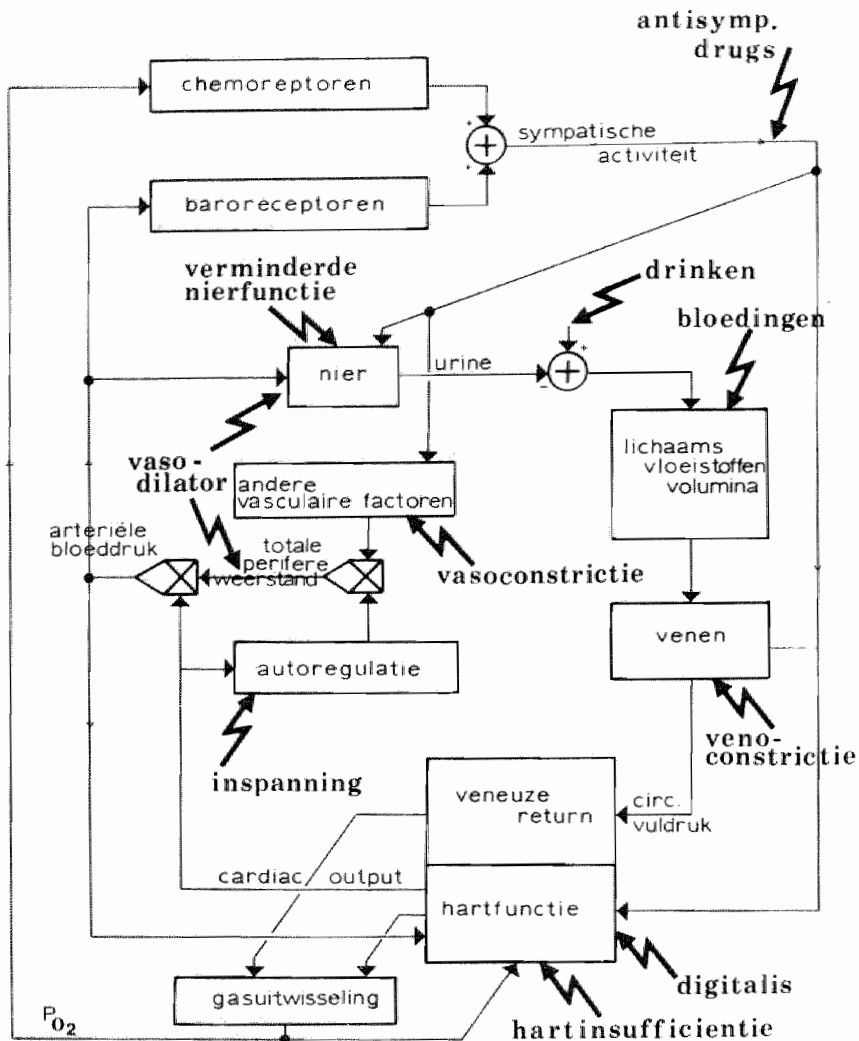 antisymp.
drugs
chemoreptoren
+
+
sympatische
activiteit
baroreceptoren
+
verminderde
nierfunctie
drinken
bloedingen
nier
urine
+
+
-
vaso-
dilator
andere
vasculaire factoren
lichaams
vloeistoffen
volumina
arteriéle
bloeddruk
totale
perifere
weerstand
vasoconstrictie
autoregulatie
venen
inspanning
veno-
constrictie
veneuze
return
circ.
vuldruk
cardiac output
hartfunctie
gasuitwisseling
digitalis
PO2
hartinsufficientie